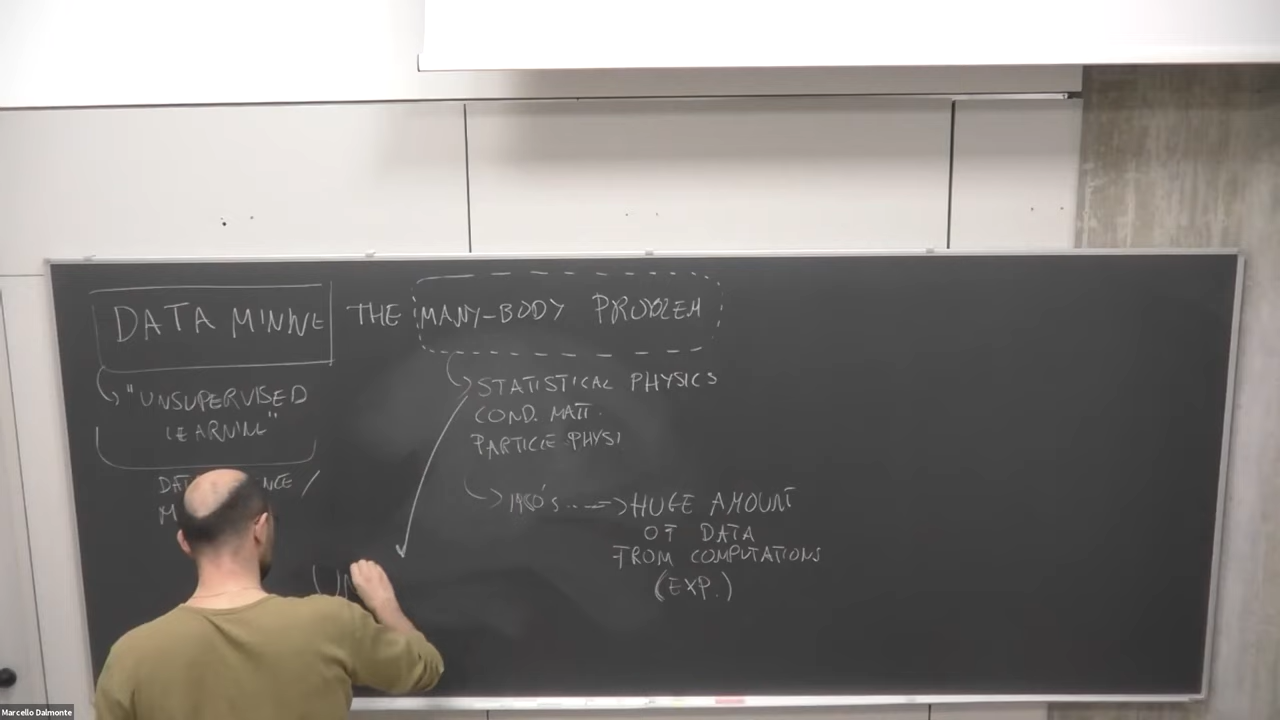 DATA MINING THE MANY-BODY PROBLEM
"UNSUPERVISED
LEARNING"
STATISTICAL PHYSICS
COND. MATT.
PARTICLE PHYSI
HUGE AMOUNT
OF DATA
FROM COMPUTATIONS
(EXP.)
Marcello Dalmonte